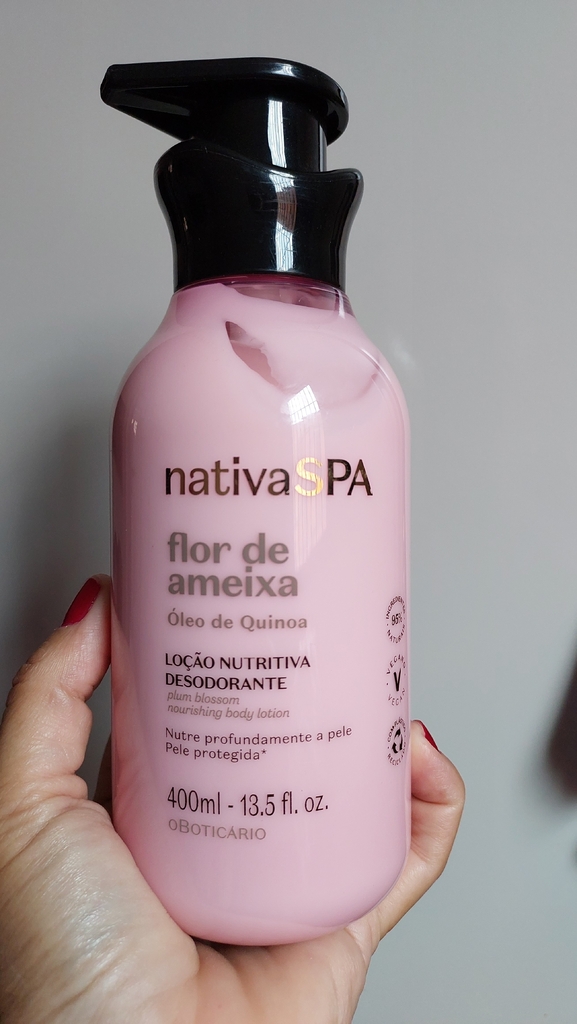 nativaSPA
flor de
ameixa
Óleo de Quinoa
LOÇÃO NUTRITIVA
DESODORANTE
plum blossom
nourishing body lotion
Nutre profundamente a pele
Pele protegida*
400ml - 13.5 fl. oz.
oBOTICÁRIO
95%
V